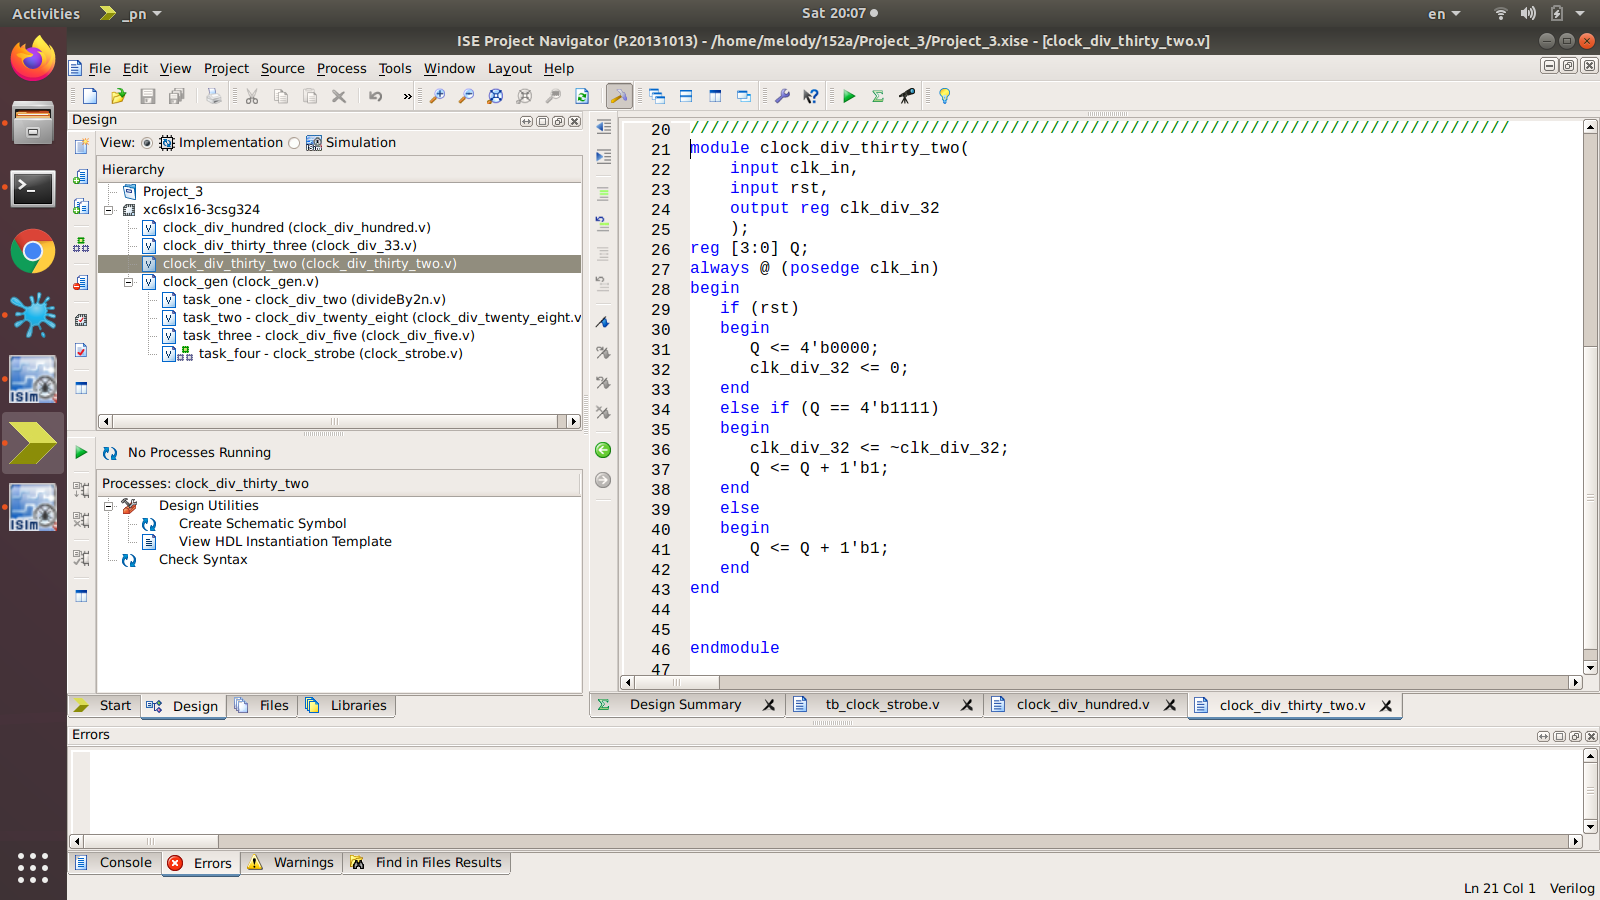 Activities _pn Sat 20:07 en
ISE Project Navigator (P.20131013) - /home/melody/152a/Project_3/Project_3.xise - [clock_div_thirty_two.v]
File Edit View Project Source Process Tools Window Layout Help
»
Design
View: Implementation Simulation
Hierarchy
Project_3
xc6slx16-3csg324
clock_div_hundred (clock_div_hundred.v)
clock_div_thirty_three (clock_div_33.v)
clock_div_thirty_two (clock_div_thirty_two.v)
clock_gen (clock_gen.v)
task_one - clock_div_two (divideBy2n.v)
task_two - clock_div_twenty_eight (clock_div_twenty_eight.v
task_three - clock_div_five (clock_div_five.v)
task_four - clock_strobe (clock_strobe.v)
No Processes Running
Processes: clock_div_thirty_two
Design Utilities
Create Schematic Symbol
View HDL Instantiation Template
Check Syntax
Start Design Files Libraries
20 //////////////////////////////////////////////////////////////////////////////////
21 module clock_div_thirty_two(
22     input clk_in,
23     input rst,
24     output reg clk_div_32
25     );
26 reg [3:0] Q;
27 always @ (posedge clk_in)
28 begin
29    if (rst)
30    begin
31       Q <= 4'b0000;
32       clk_div_32 <= 0;
33    end
34    else if (Q == 4'b1111)
35    begin
36       clk_div_32 <= ~clk_div_32;
37       Q <= Q + 1'b1;
38    end
39    else
40    begin
41       Q <= Q + 1'b1;
42    end
43 end
44
45
46 endmodule
47
Design Summary tb_clock_strobe.v clock_div_hundred.v clock_div_thirty_two.v
Errors
Console Errors Warnings Find in Files Results
Ln 21 Col 1 Verilog
ISim
ISim